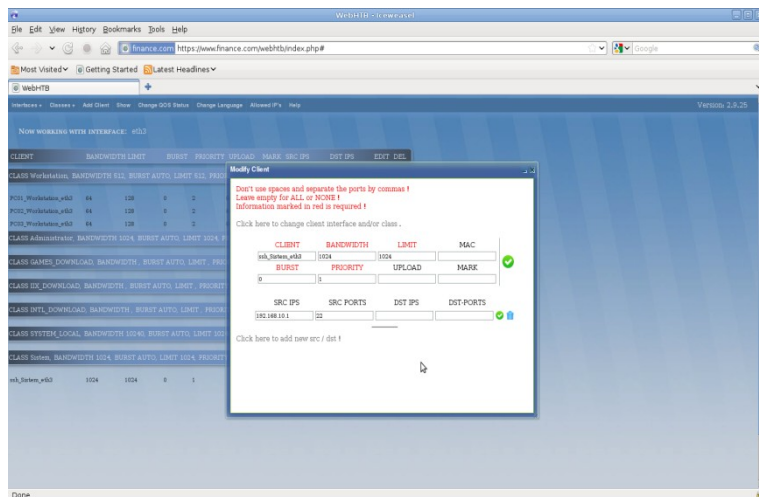 WebHTB - Iceweasel
File Edit View History Bookmarks Tools Help
finance.com https://www.finance.com/webhtb/index.php#
Google
Most Visited Getting Started Latest Headlines
WebHTB
Interfaces Classes Add Client Show Change QOS Status Change Language Allowed IP's Help
Version 2.9.25
NOW WORKING WITH INTERFACE: eth3
CLIENT BANDWIDTH LIMIT BURST PRIORITY UPLOAD MARK SRC IPS DST IPS EDIT DEL
CLASS Workstation, BANDWIDTH 512, BURST AUTO, LIMIT 512, PRIO
PC01_Workstation_eth3 64 128 0 2
PC02_Workstation_eth3 64 128 0 2
PC03_Workstation_eth3 64 128 0 2
CLASS Administrator, BANDWIDTH 1024, BURST AUTO, LIMIT 1024, P
CLASS GAMES_DOWNLOAD, BANDWIDTH , BURST AUTO, LIMIT , PRI
CLASS IIX_DOWNLOAD, BANDWIDTH , BURST AUTO, LIMIT , PRIORIT
CLASS INTL_DOWNLOAD, BANDWIDTH , BURST AUTO, LIMIT , PRIOR
CLASS SYSTEM_LOCAL, BANDWIDTH 10240, BURST AUTO, LIMIT 102
CLASS Sistem, BANDWIDTH 1024, BURST AUTO, LIMIT 1024, PRIORIT
ssh_Sistem_eth3 1024 1024 0 1
Modify Client
Don't use spaces and separate the ports by commas !
Leave empty for ALL or NONE !
Information marked in red is required !
Click here to change client interface and/or class .
CLIENT BANDWIDTH LIMIT MAC
ssh_Sistem_eth3 1024 1024
BURST PRIORITY UPLOAD MARK
0 1
SRC IPS SRC PORTS DST IPS DST-PORTS
192.168.10.1 22
Click here to add new src / dst !
Done